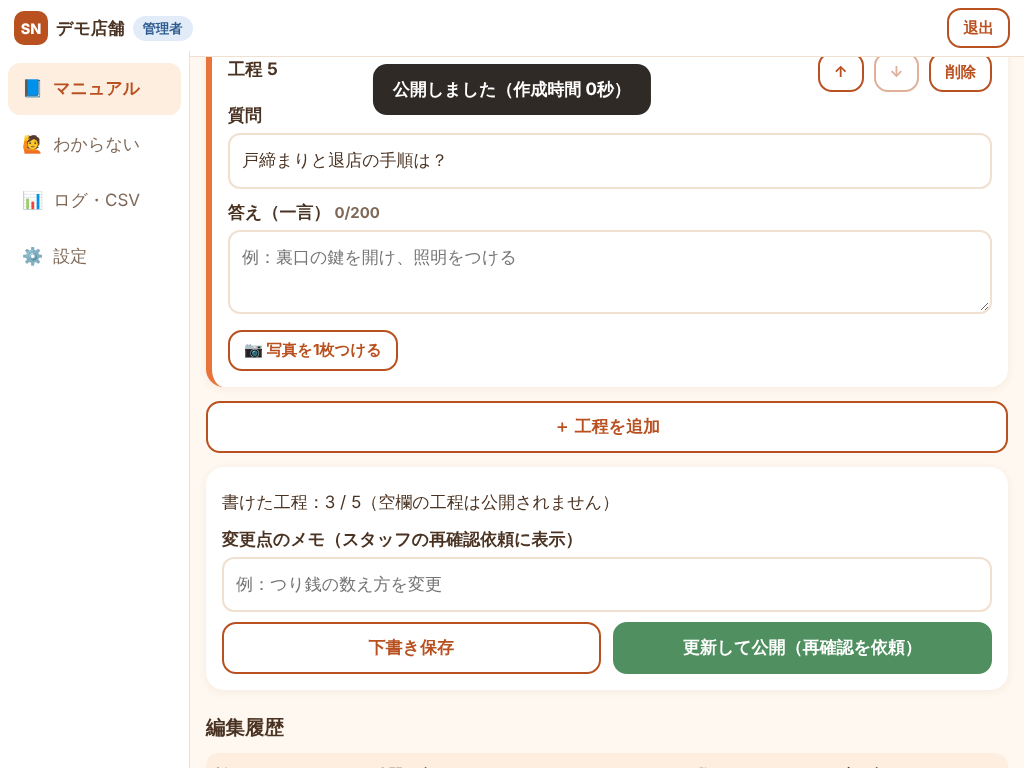 SN デモ店舗 管理者 退出
📘 マニュアル
🙋 わからない
📊 ログ・CSV
⚙️ 設定
工程 5 ↑ ↓ 削除
公開しました（作成時間 0秒）
質問
戸締まりと退店の手順は？
答え（一言） 0/200
例：裏口の鍵を開け、照明をつける
📷 写真を1枚つける
＋ 工程を追加
書けた工程：3 / 5（空欄の工程は公開されません）
変更点のメモ（スタッフの再確認依頼に表示）
例：つり銭の数え方を変更
下書き保存 更新して公開（再確認を依頼）
編集履歴